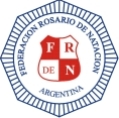 FEDERACION ROSARIO DE NATACION
F R
DE N
ARGENTINA